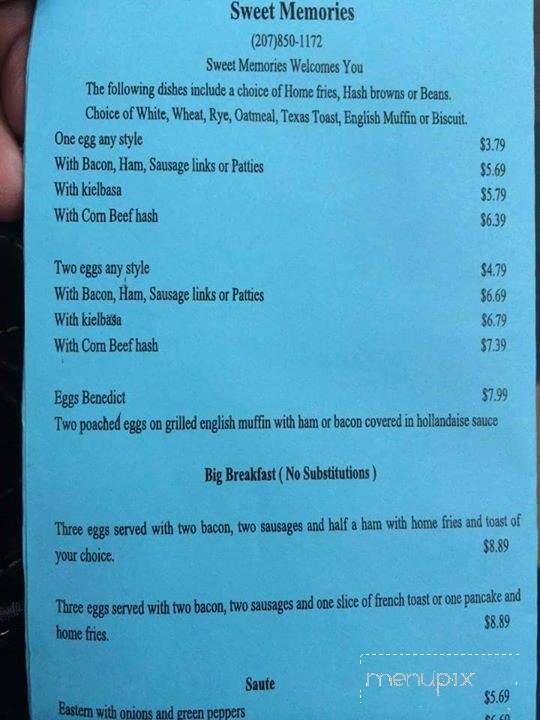 Sweet Memories
(207)850-1172
Sweet Memories Welcomes You
The following dishes include a choice of Home fries, Hash browns or Beans.
Choice of White, Wheat, Rye, Oatmeal, Texas Toast, English Muffin or Biscuit.
One egg any style $3.79
With Bacon, Ham, Sausage links or Patties $5.69
With kielbasa $5.79
With Corn Beef hash $6.39
Two eggs any style $4.79
With Bacon, Ham, Sausage links or Patties $6.69
With kielbasa $6.79
With Corn Beef hash $7.39
Eggs Benedict $7.99
Two poached eggs on grilled english muffin with ham or bacon covered in hollandaise sauce
Big Breakfast ( No Substitutions )
Three eggs served with two bacon, two sausages and half a ham with home fries and toast of
your choice. $8.89
Three eggs served with two bacon, two sausages and one slice of french toast or one pancake and
home fries. $8.89
menupix
Saute
Eastern with onions and green peppers $5.69